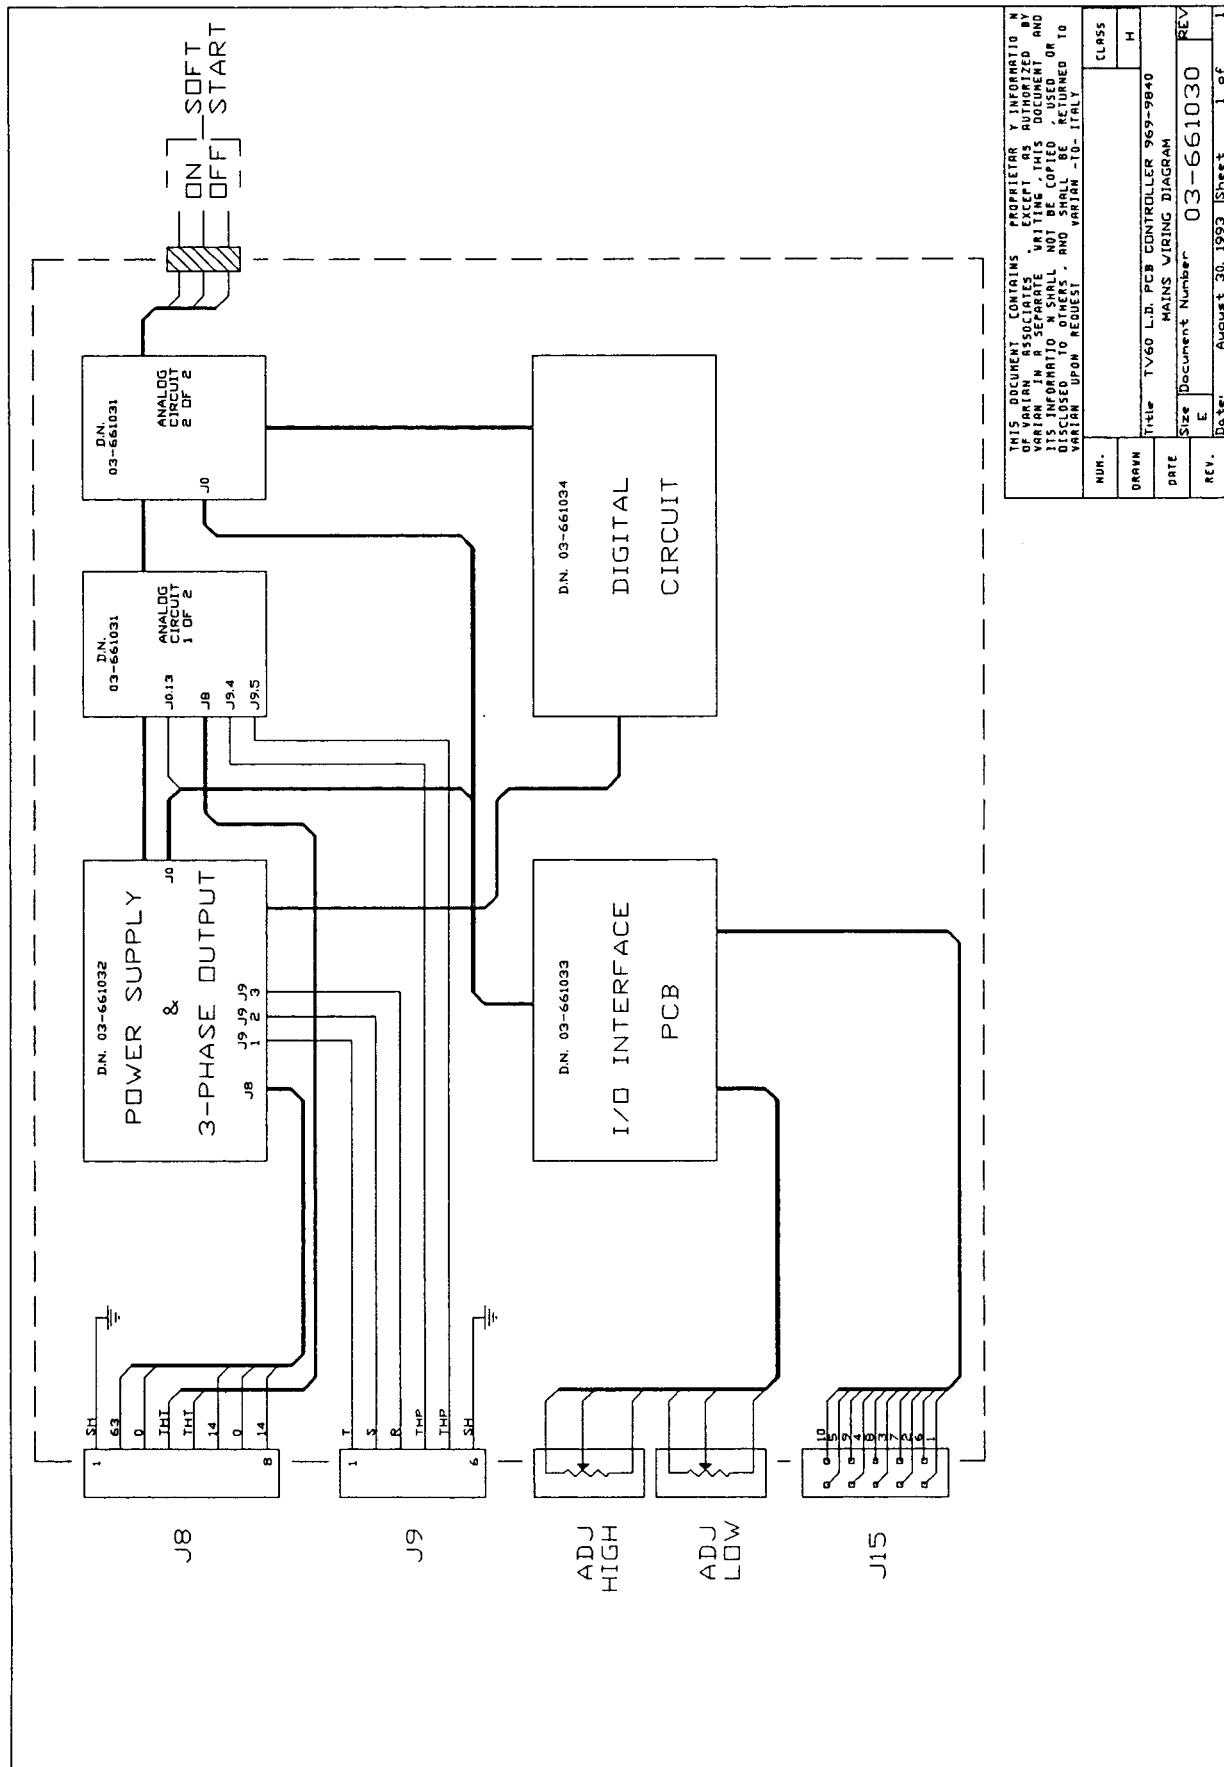 SOFT
START
ON
OFF
D.N.
03-661031
ANALOG
CIRCUIT
2 OF 2
J0
D.N.
03-661031
ANALOG
CIRCUIT
1 OF 2
J0.13
J8
J9.4
J9.5
D.N. 03-661034
DIGITAL
CIRCUIT
D.N. 03-661032
POWER SUPPLY
&
3-PHASE OUTPUT
J0
J9
3
J9
2
J9
1
J8
D.N. 03-661033
I/O INTERFACE
PCB
SH
63
0
THI
THI
14
0
14
1
8
J8
T
S
R
THP
THP
SH
1
6
J9
ADJ
HIGH
ADJ
LOW
10
5
9
4
8
3
7
2
6
1
J15
THIS DOCUMENT CONTAINS PROPRIETAR Y INFORMATIO N
OF VARIAN ASSOCIATES . EXCEPT AS AUTHORIZED BY
VARIAN IN A SEPARATE WRITING , THIS DOCUMENT AND
ITS INFORMATIO N SHALL NOT BE COPIED , USED OR
DISCLOSED TO OTHERS , AND SHALL BE RETURNED TO
VARIAN UPON REQUEST VARIAN -TO- ITALY
NUM.
CLASS
DRAWN
H
DATE
REV.
Title TV60 L.D. PCB CONTROLLER 969-9840
MAINS WIRING DIAGRAM
Size Document Number REV
E 03-661030
Date: August 30, 1993 Sheet 1 of 1